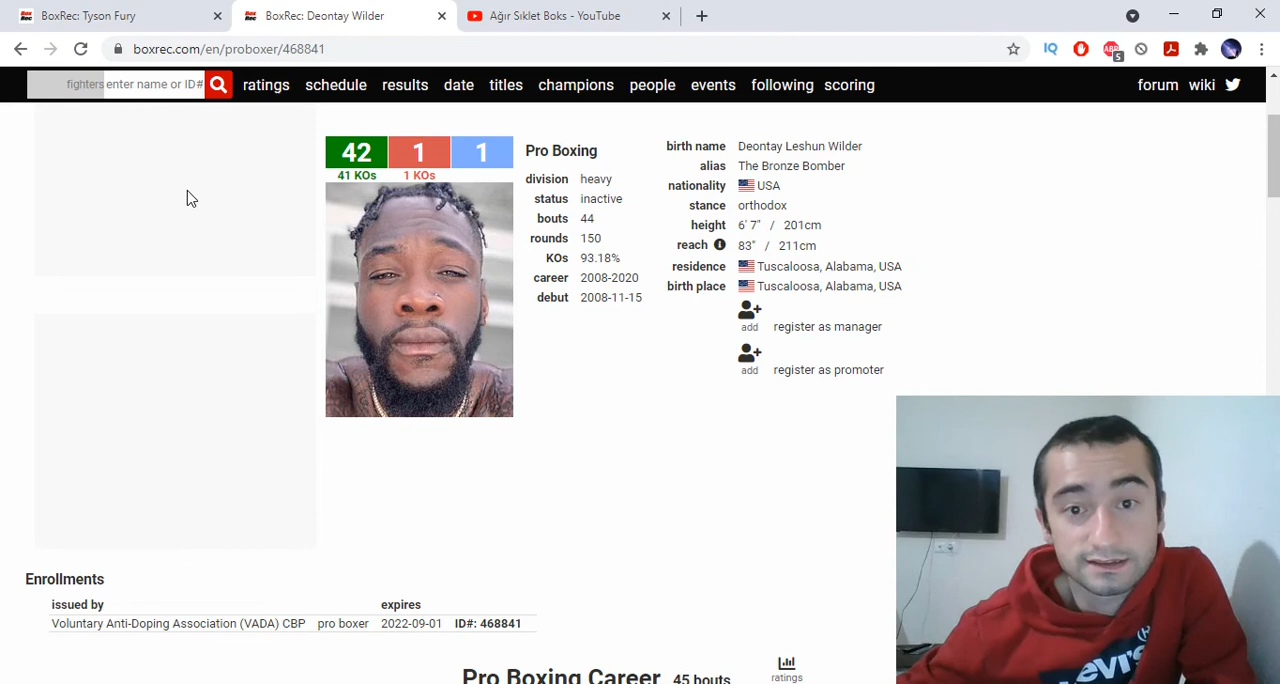 BoxRec: Tyson Fury
BoxRec: Deontay Wilder
Ağır Sıklet Boks - YouTube
boxrec.com/en/proboxer/468841
IQ
ABP
5
fighters enter name or ID#
ratings schedule results date titles champions people events following scoring
forum wiki
42 1 1
41 KOs 1 KOs
Pro Boxing
division heavy
status inactive
bouts 44
rounds 150
KOs 93.18%
career 2008-2020
debut 2008-11-15
birth name Deontay Leshun Wilder
alias The Bronze Bomber
nationality USA
stance orthodox
height 6' 7" / 201cm
reach 83" / 211cm
residence Tuscaloosa, Alabama, USA
birth place Tuscaloosa, Alabama, USA
add register as manager
add register as promoter
Enrollments
issued by expires
Voluntary Anti-Doping Association (VADA) CBP pro boxer 2022-09-01 ID#: 468841
Pro Boxing Career 45 bouts
ratings